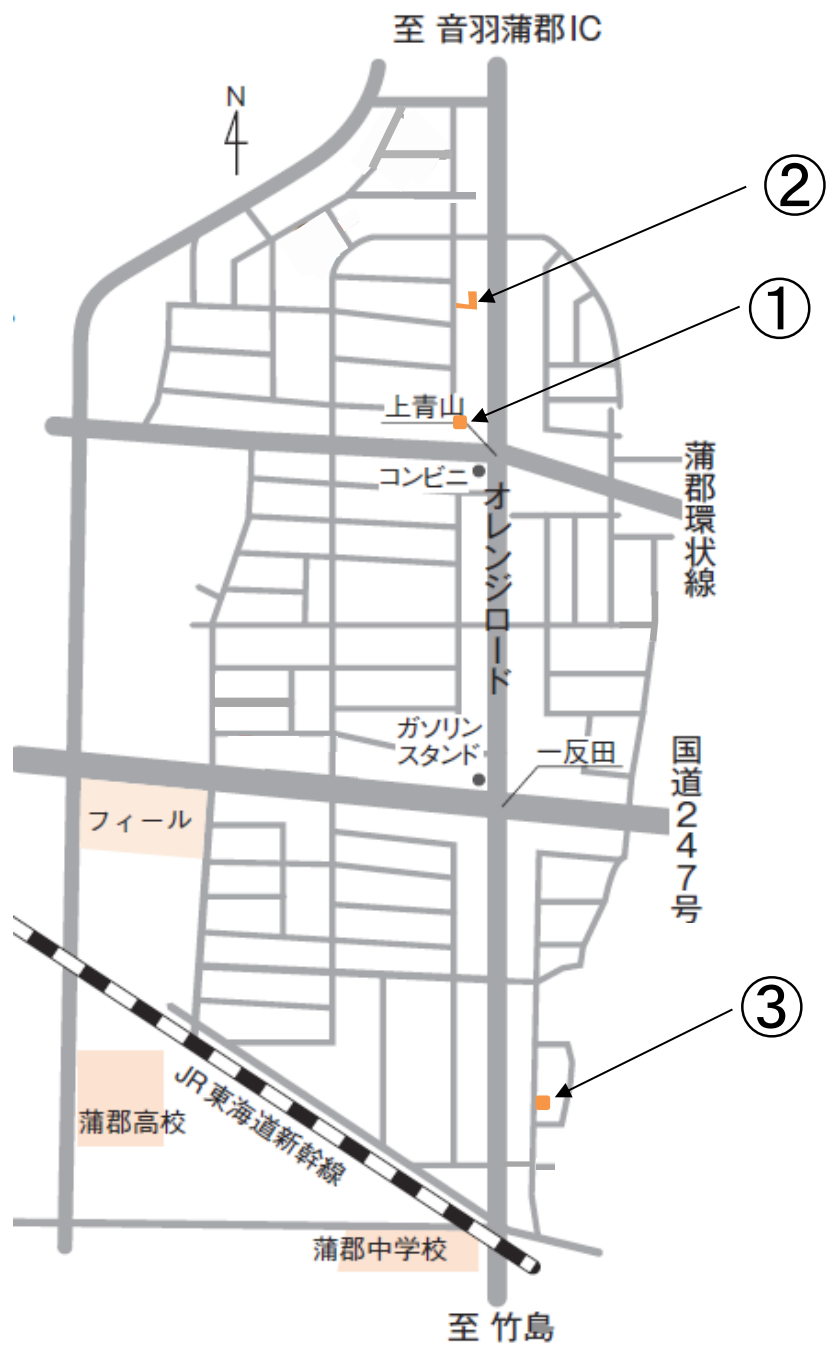 至 音羽蒲郡IC
N
②
①
上青山
コンビニ
蒲郡環状線
オレンジロード
ガソリン
スタンド
一反田
国道247号
フィール
③
JR東海道新幹線
蒲郡高校
蒲郡中学校
至 竹島